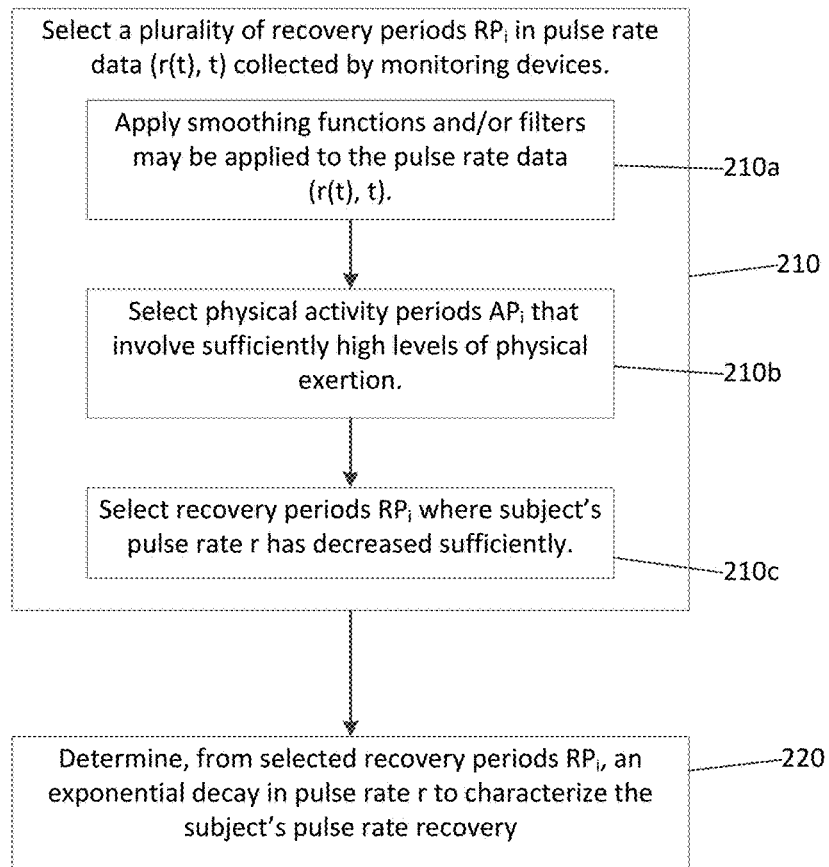 Select a plurality of recovery periods RPᵢ in pulse rate
data (r(t), t) collected by monitoring devices.
Apply smoothing functions and/or filters
may be applied to the pulse rate data
(r(t), t).
210a
210
Select physical activity periods APᵢ that
involve sufficiently high levels of physical
exertion.
210b
Select recovery periods RPᵢ where subject's
pulse rate r has decreased sufficiently.
210c
Determine, from selected recovery periods RPᵢ, an
exponential decay in pulse rate r to characterize the
subject's pulse rate recovery
220